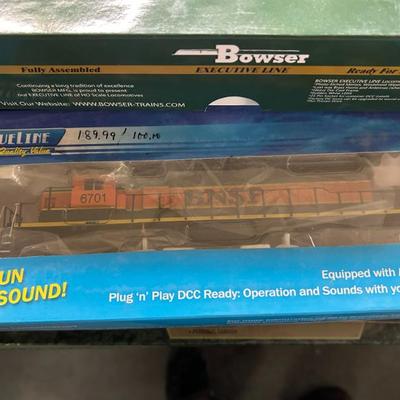 Bowser
Fully Assembled
EXECUTIVE LINE
Ready For
Continuing a long tradition of excellence
BOWSER MFG. is proud to present
our EXECUTIVE LINE of HO Scale Locomotives
Visit Our Website: WWW.BOWSER-TRAINS.COM
BOWSER EXECUTIVE LINE Locomo
UELINE
Quality Value
189.99 / 100.00
6701
BNSF
UN
SOUND!
Equipped with
Plug 'n' Play DCC Ready: Operation and Sounds with yo